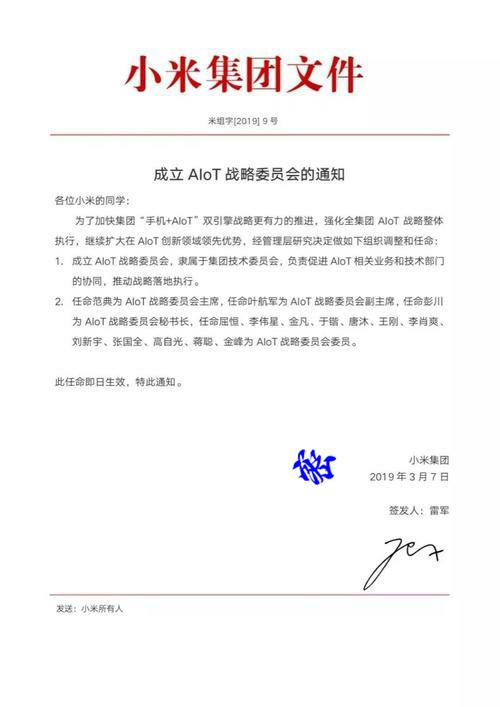 小米集团文件
米组字[2019] 9 号
成立 AIoT 战略委员会的通知
各位小米的同学:
为了加快集团“手机+AIoT”双引擎战略更有力的推进，强化全集团 AIoT 战略整体
执行，继续扩大在 AIoT 创新领域领先优势，经管理层研究决定做如下组织调整和任命:
1. 成立 AIoT 战略委员会，隶属于集团技术委员会，负责促进 AIoT 相关业务和技术部门
的协同，推动战略落地执行。
2. 任命范典为 AIoT 战略委员会主席，任命叶航军为 AIoT 战略委员会副主席，任命彭川
为 AIoT 战略委员会秘书长，任命屈恒、李伟星、金凡、于锴、唐沐、王刚、李肖爽、
刘新宇、张国全、高自光、蒋聪、金峰为 AIoT 战略委员会委员。
此任命即日生效，特此通知。
小米集团
2019 年 3 月 7 日
签发人：雷军
发送：小米所有人